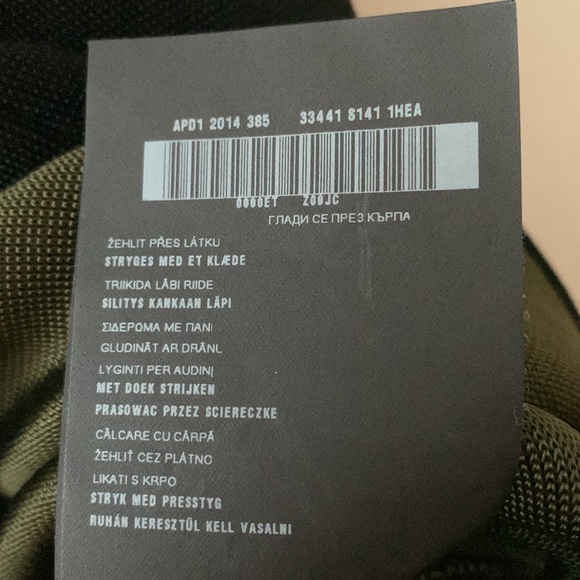 APD1 2014 385 33441 8141 1HEA
0000ET Z09JC
ГЛАДИ СЕ ПРЕЗ КЪРПА
ŽEHLIT PŘES LÁTKU
STRYGES MED ET KLÆDE
TRIIKIDA LÄBI RIIDE
SILITYS KANKAAN LÄPI
ΣΙΔΕΡΩΜΑ ΜΕ ΠΑΝΙ
GLUDINĀT AR DRĀNU
LYGINTI PER AUDINĮ
MET DOEK STRIJKEN
PRASOWAC PRZEZ SCIERECZKE
CĂLCARE CU CÂRPĂ
ŽEHLIŤ CEZ PLÁTNO
LIKATI S KRPO
STRYK MED PRESSTYG
RUHÁN KERESZTÜL KELL VASALNI